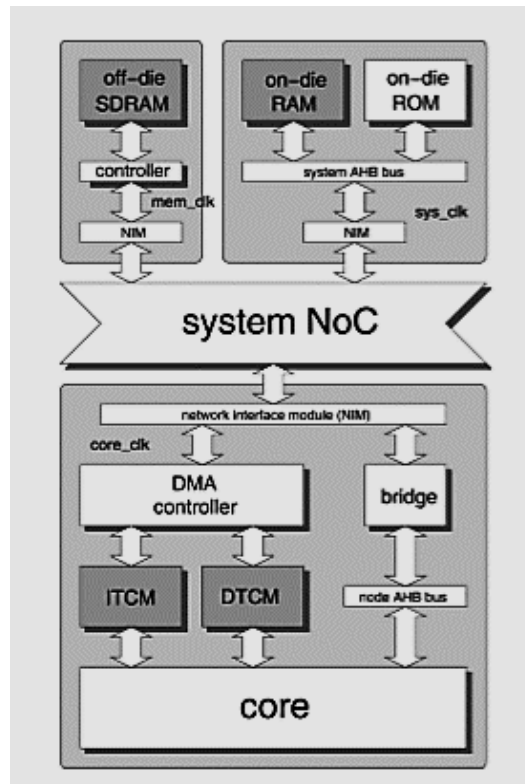 off-die
SDRAM
controller
mem_clk
NIM
on-die
RAM
on-die
ROM
system AHB bus
sys_clk
NIM
system NoC
network interface module (NIM)
core_clk
DMA
controller
bridge
ITCM
DTCM
node AHB bus
core